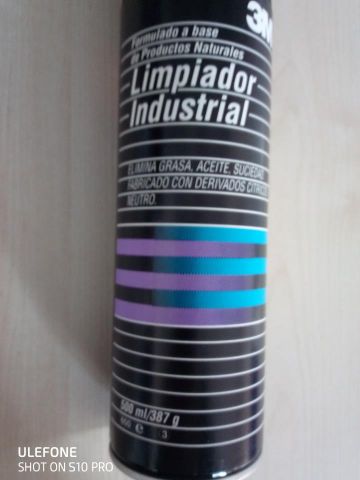 3M
Formulado a base
de Productos Naturales
Limpiador
Industrial
ELIMINA GRASA, ACEITE, SUCIEDAD.
FABRICADO CON DERIVADOS CITRICOS
NEUTRO.
500 ml/387 g
3
ULEFONE
SHOT ON S10 PRO